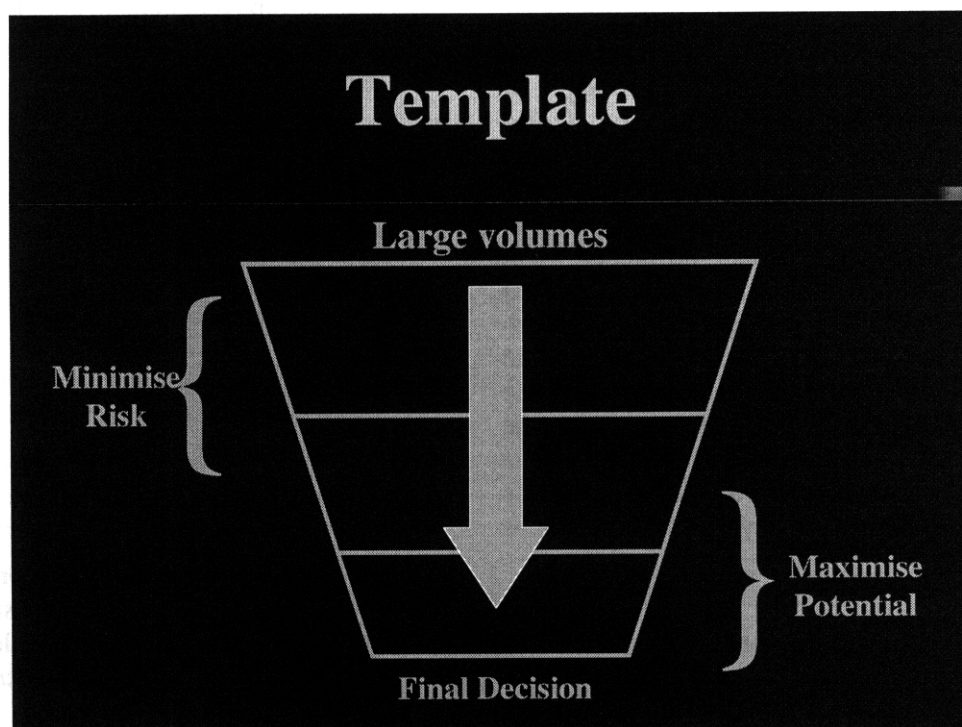 Template
Large volumes
Minimise
Risk
Maximise
Potential
Final Decision